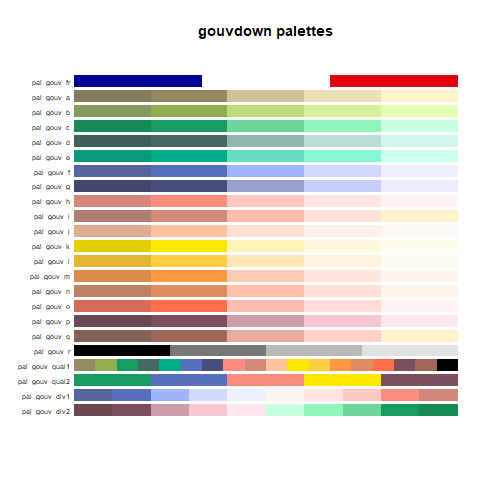 gouvdown palettes
pal_gouv_fr
pal_gouv_a
pal_gouv_b
pal_gouv_c
pal_gouv_d
pal_gouv_e
pal_gouv_f
pal_gouv_g
pal_gouv_h
pal_gouv_i
pal_gouv_j
pal_gouv_k
pal_gouv_l
pal_gouv_m
pal_gouv_n
pal_gouv_o
pal_gouv_p
pal_gouv_q
pal_gouv_r
pal_gouv_qual1
pal_gouv_qual2
pal_gouv_div1
pal_gouv_div2